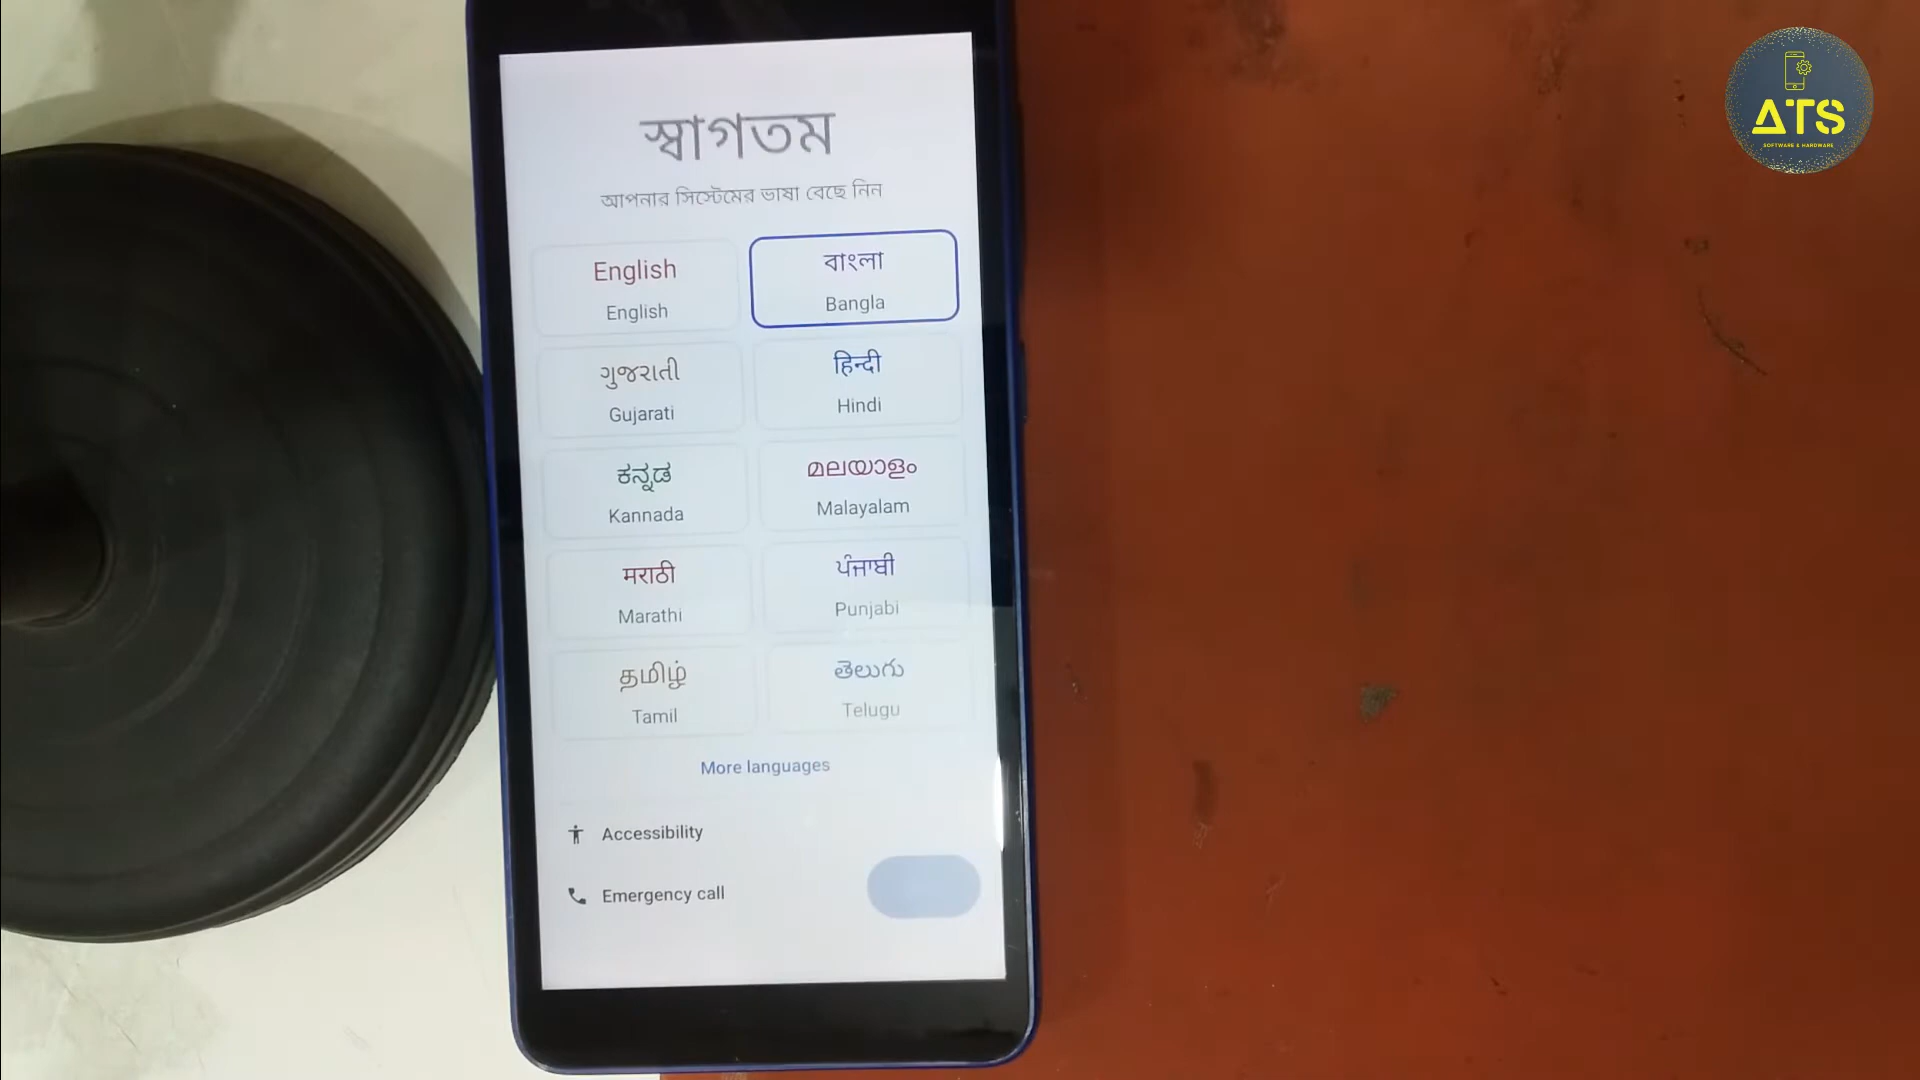 স্বাগতম
আপনার সিস্টেমের ভাষা বেছে নিন
English
English
বাংলা
Bangla
ગુજરાતી
Gujarati
हिन्दी
Hindi
ಕನ್ನಡ
Kannada
മലയാളം
Malayalam
मराठी
Marathi
ਪੰਜਾਬੀ
Punjabi
தமிழ்
Tamil
తెలుగు
Telugu
More languages
Accessibility
Emergency call
ATS
SOFTWARE & HARDWARE